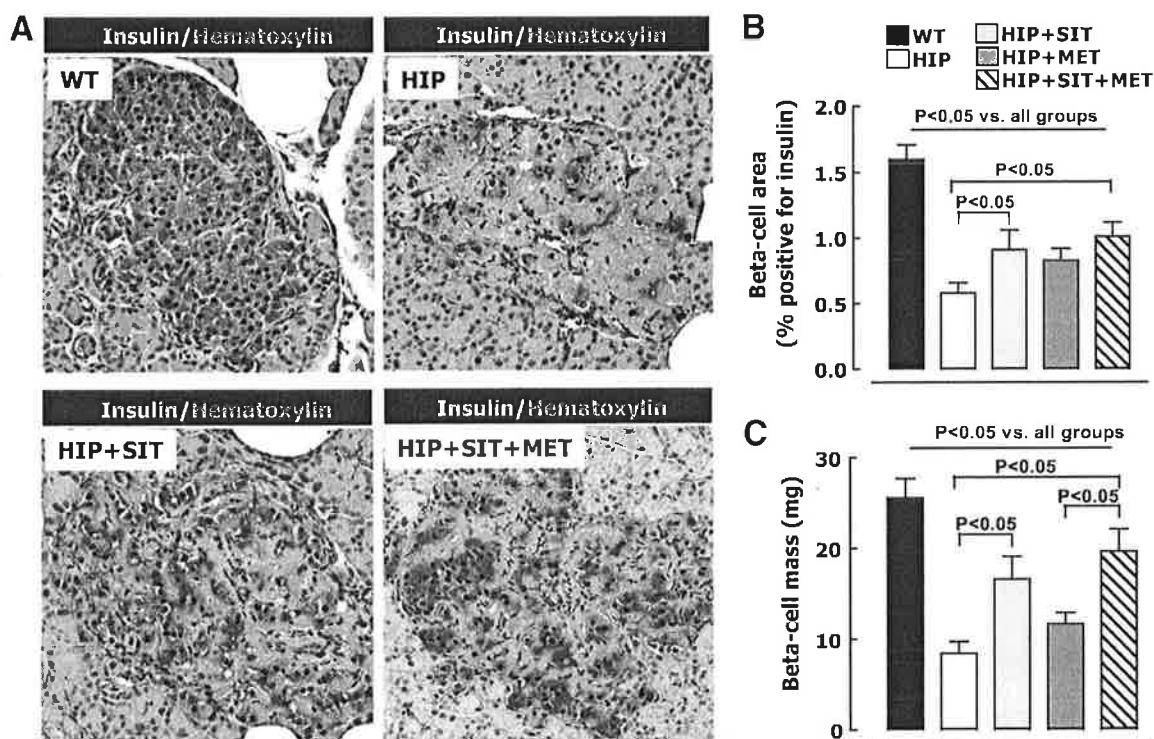 A
Insulin/Hematoxylin
WT
Insulin/Hematoxylin
HIP
Insulin/Hematoxylin
HIP+SIT
Insulin/Hematoxylin
HIP+SIT+MET
B
WT
HIP
HIP+SIT
HIP+MET
HIP+SIT+MET
Beta-cell area
(% positive for insulin)
2.0
1.5
1.0
0.5
0.0
P<0.05 vs. all groups
P<0.05
P<0.05
C
Beta-cell mass (mg)
30
20
10
0
P<0.05 vs. all groups
P<0.05
P<0.05
P<0.05